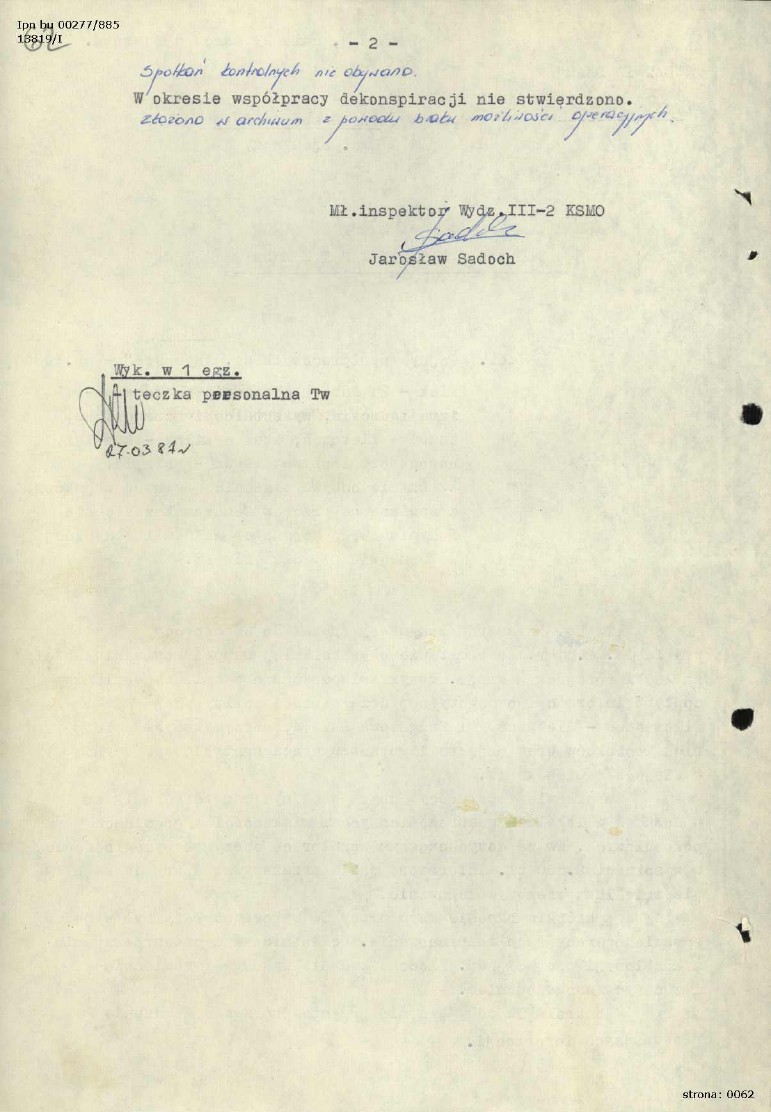 Ipn bu 00277/885
13819/I
62
- 2 -
Spotkań kontrolnych nie odbywano.
W okresie współpracy dekonspiracji nie stwierdzono.
Złożono w archiwum z powodu braku możliwości operacyjnych.
Mł.inspektor Wydz.III-2 KSMO
Jarosław Sadoch
Wyk. w 1 egz.
teczka personalna Tw
27.03.87
strona: 0062